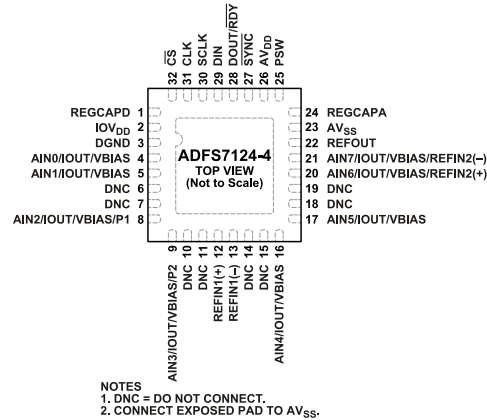 32 C̅S̅
31 CLK
30 SCLK
29 DIN
28 DOUT/R̅D̅Y̅
27 S̅Y̅N̅C̅
26 AVDD
25 PSW
REGCAPD 1
IOVDD 2
DGND 3
AIN0/IOUT/VBIAS 4
AIN1/IOUT/VBIAS 5
DNC 6
DNC 7
AIN2/IOUT/VBIAS/P1 8
ADFS7124-4
TOP VIEW
(Not to Scale)
24 REGCAPA
23 AVSS
22 REFOUT
21 AIN7/IOUT/VBIAS/REFIN2(–)
20 AIN6/IOUT/VBIAS/REFIN2(+)
19 DNC
18 DNC
17 AIN5/IOUT/VBIAS
AIN3/IOUT/VBIAS/P2 9
DNC 10
DNC 11
REFIN1(+) 12
REFIN1(–) 13
DNC 14
DNC 15
AIN4/IOUT/VBIAS 16
NOTES
1. DNC = DO NOT CONNECT.
2. CONNECT EXPOSED PAD TO AVSS.